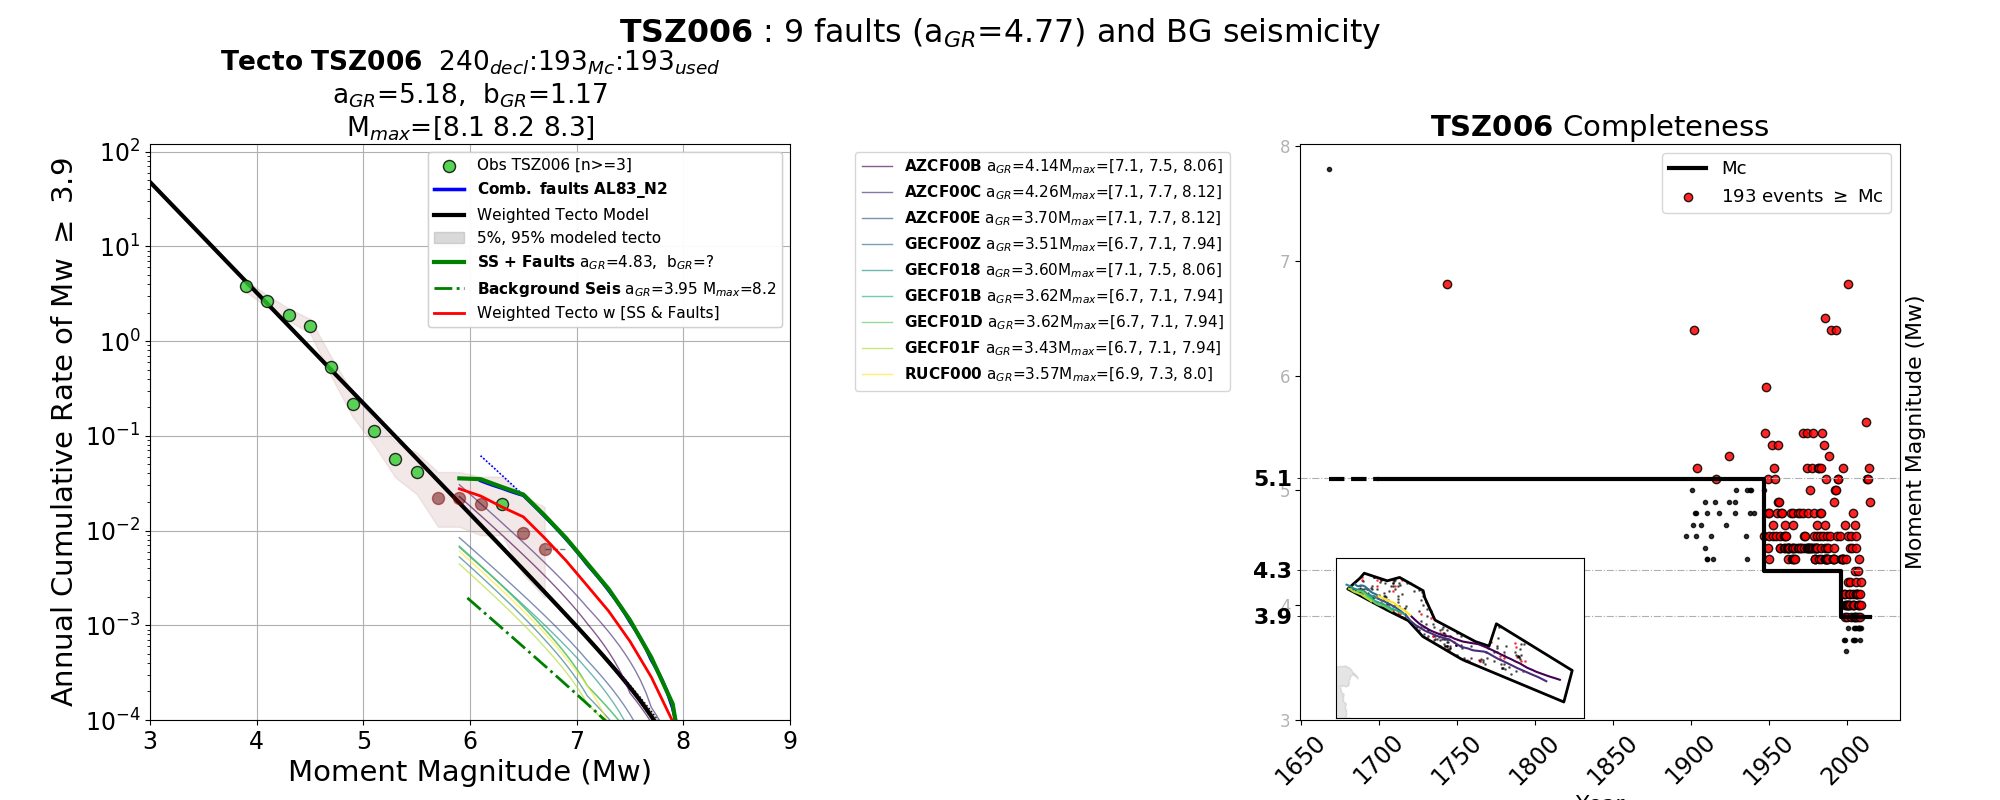 TSZ006 : 9 faults (aGR=4.77) and BG seismicity
Tecto TSZ006 240decl:193Mc:193used
aGR=5.18, bGR=1.17
Mmax=[8.1 8.2 8.3]
Annual Cumulative Rate of Mw ≥ 3.9
10²
10¹
10⁰
10⁻¹
10⁻²
10⁻³
10⁻⁴
3 4 5 6 7 8 9
Moment Magnitude (Mw)
Obs TSZ006 [n>=3]
Comb. faults AL83_N2
Weighted Tecto Model
5%, 95% modeled tecto
SS + Faults aGR=4.83, bGR=?
Background Seis aGR=3.95 Mmax=8.2
Weighted Tecto w [SS & Faults]
AZCF00B aGR=4.14Mmax=[7.1, 7.5, 8.06]
AZCF00C aGR=4.26Mmax=[7.1, 7.7, 8.12]
AZCF00E aGR=3.70Mmax=[7.1, 7.7, 8.12]
GECF00Z aGR=3.51Mmax=[6.7, 7.1, 7.94]
GECF018 aGR=3.60Mmax=[7.1, 7.5, 8.06]
GECF01B aGR=3.62Mmax=[6.7, 7.1, 7.94]
GECF01D aGR=3.62Mmax=[6.7, 7.1, 7.94]
GECF01F aGR=3.43Mmax=[6.7, 7.1, 7.94]
RUCF000 aGR=3.57Mmax=[6.9, 7.3, 8.0]
TSZ006 Completeness
Mc
193 events ≥ Mc
8
7
6
5.1
5
4.3
4
3.9
3
Moment Magnitude (Mw)
1650 1700 1750 1800 1850 1900 1950 2000
Year